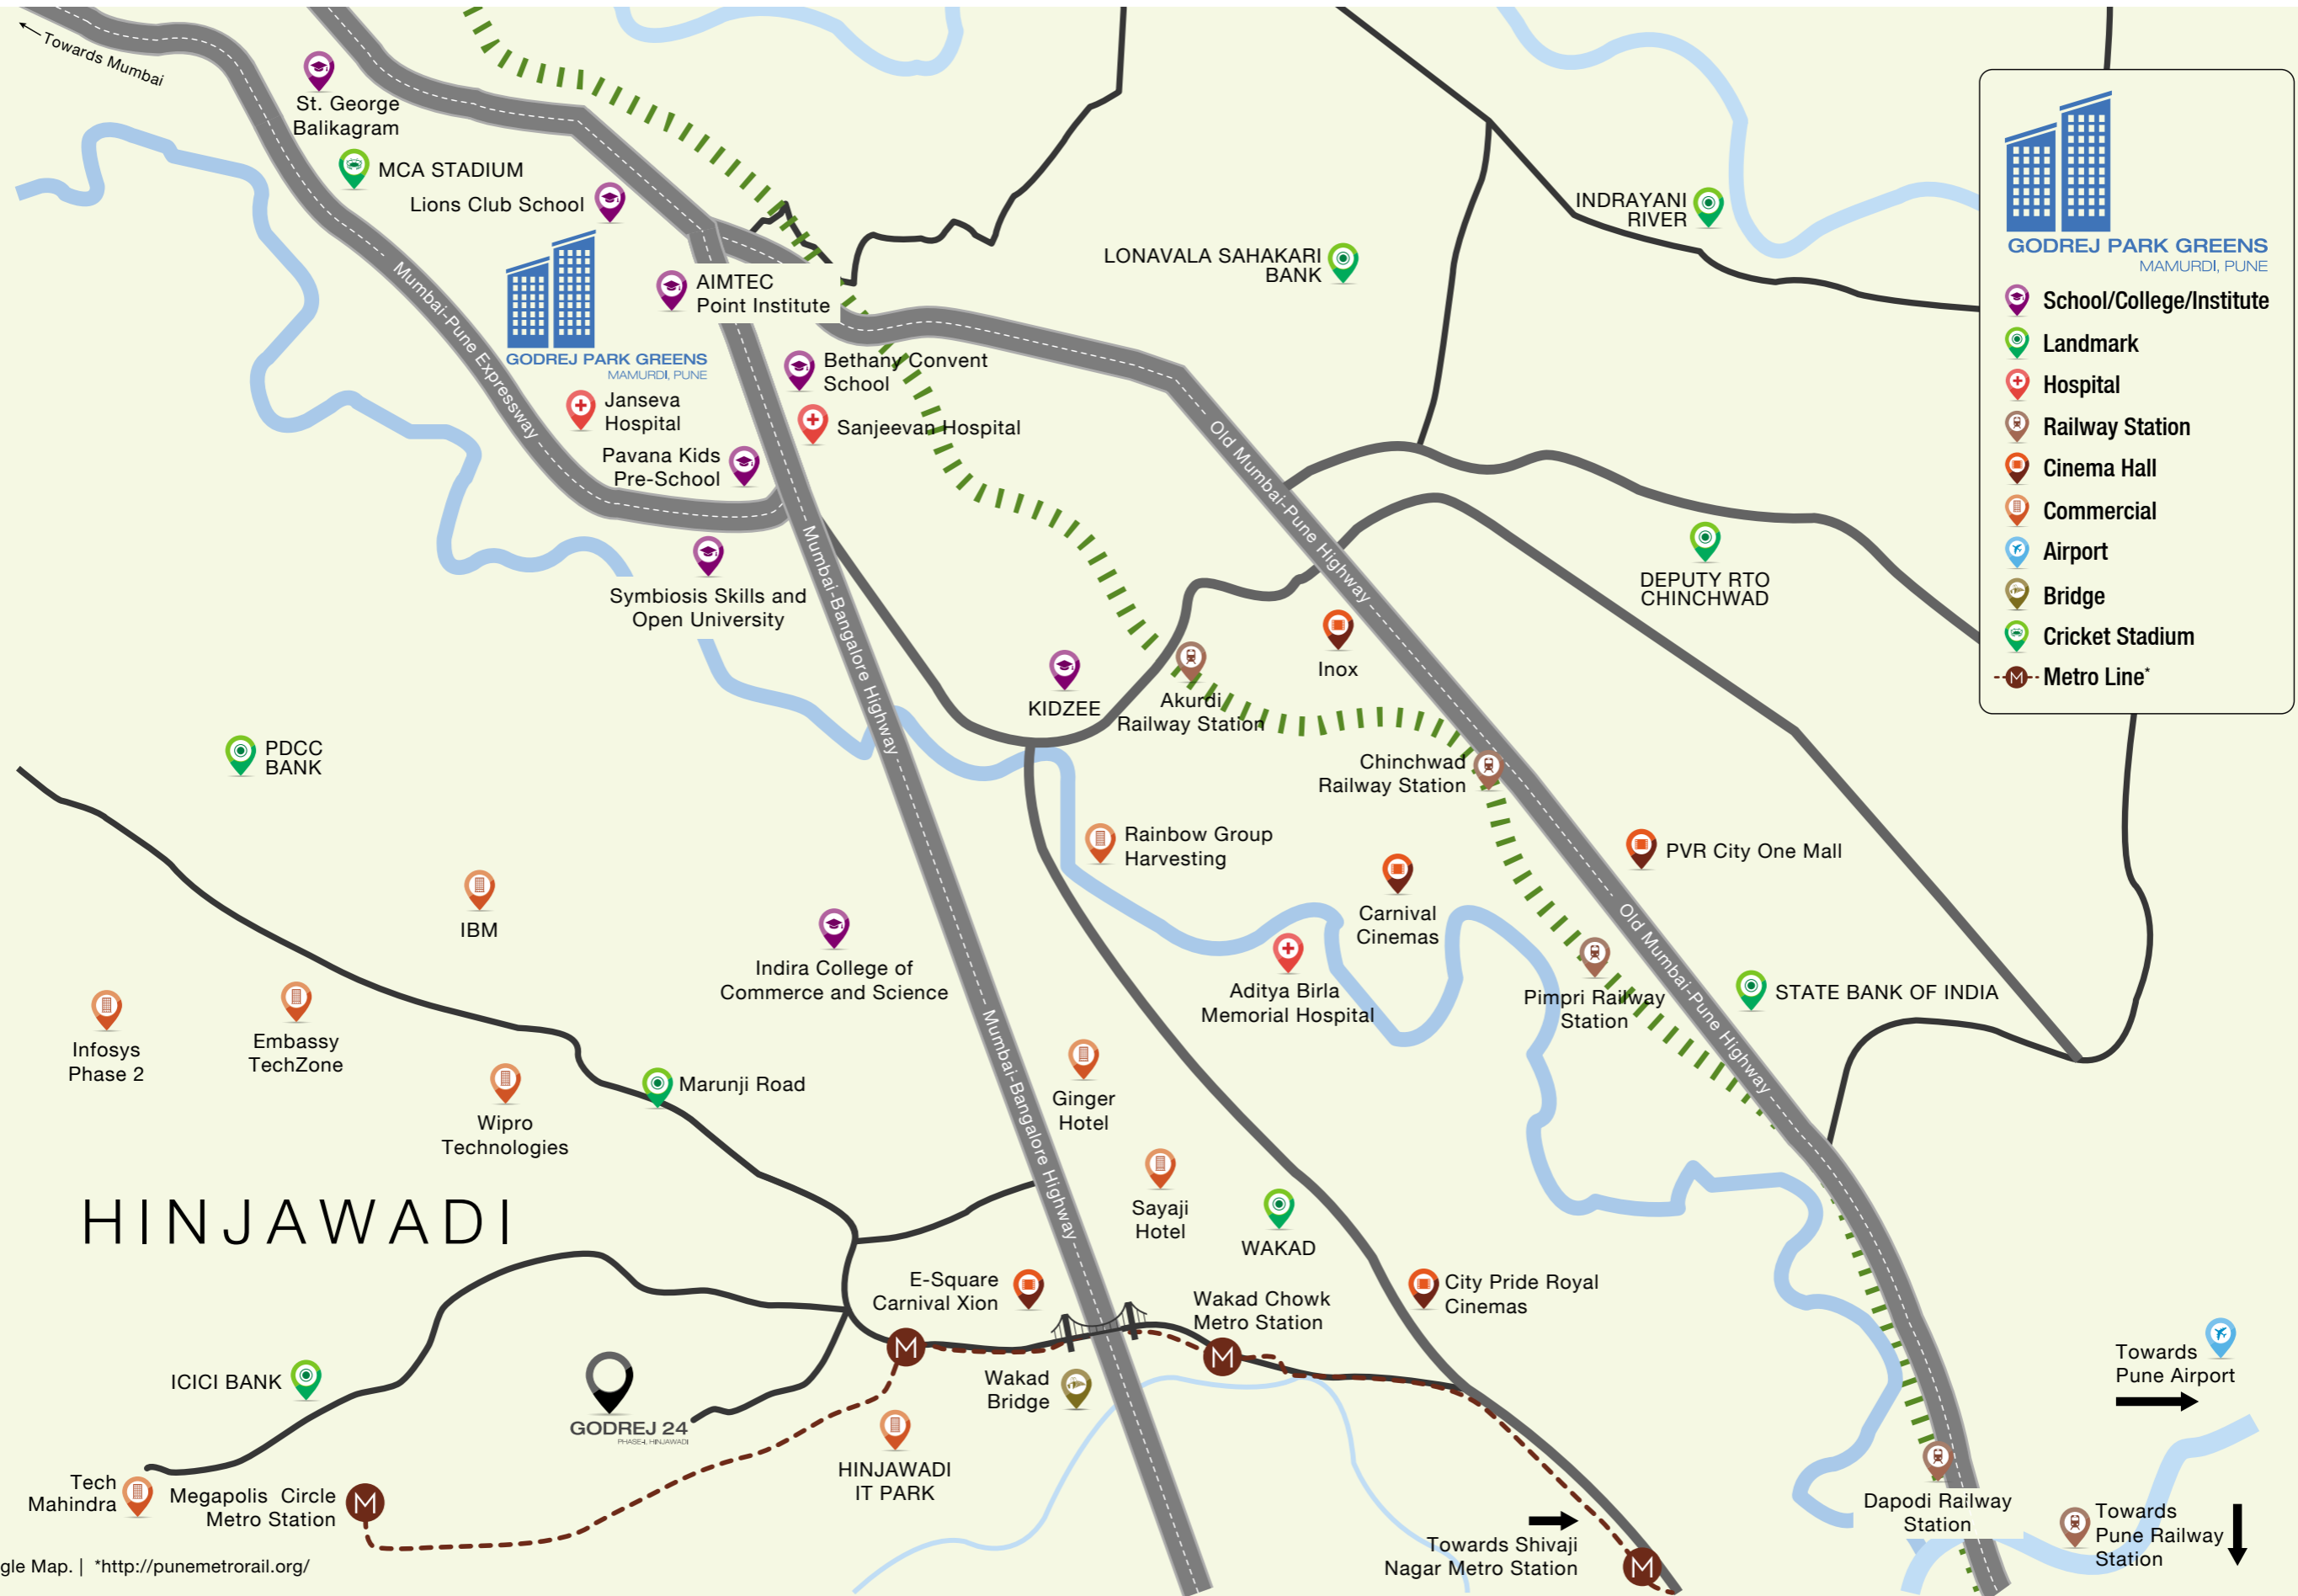 Towards Mumbai
St. George
Balikagram
MCA STADIUM
Lions Club School
GODREJ PARK GREENS
MAMURDI, PUNE
AIMTEC
Point Institute
Mumbai-Pune Expressway
Janseva
Hospital
Bethany Convent
School
Sanjeevan Hospital
Pavana Kids
Pre-School
Symbiosis Skills and
Open University
Mumbai-Bangalore Highway
LONAVALA SAHAKARI
BANK
INDRAYANI
RIVER
Old Mumbai-Pune Highway
DEPUTY RTO
CHINCHWAD
Inox
KIDZEE
Akurdi
Railway Station
Chinchwad
Railway Station
GODREJ PARK GREENS
MAMURDI, PUNE
School/College/Institute
Landmark
Hospital
Railway Station
Cinema Hall
Commercial
Airport
Bridge
Cricket Stadium
M
Metro Line*
PDCC
BANK
Rainbow Group
Harvesting
PVR City One Mall
IBM
Carnival
Cinemas
Indira College of
Commerce and Science
Aditya Birla
Memorial Hospital
Pimpri Railway
Station
Old Mumbai-Pune Highway
STATE BANK OF INDIA
Infosys
Phase 2
Embassy
TechZone
Wipro
Technologies
Marunji Road
Mumbai-Bangalore Highway
Ginger
Hotel
Sayaji
Hotel
WAKAD
HINJAWADI
E-Square
Carnival Xion
M
Wakad Chowk
Metro Station
M
City Pride Royal
Cinemas
Wakad
Bridge
ICICI BANK
GODREJ 24
PHASE-I, HINJAWADI
HINJAWADI
IT PARK
Tech
Mahindra
Megapolis Circle
Metro Station
M
Towards
Pune Airport
Dapodi Railway
Station
Towards
Pune Railway
Station
Towards Shivaji
Nagar Metro Station
M
gle Map. | *http://punemetrorail.org/